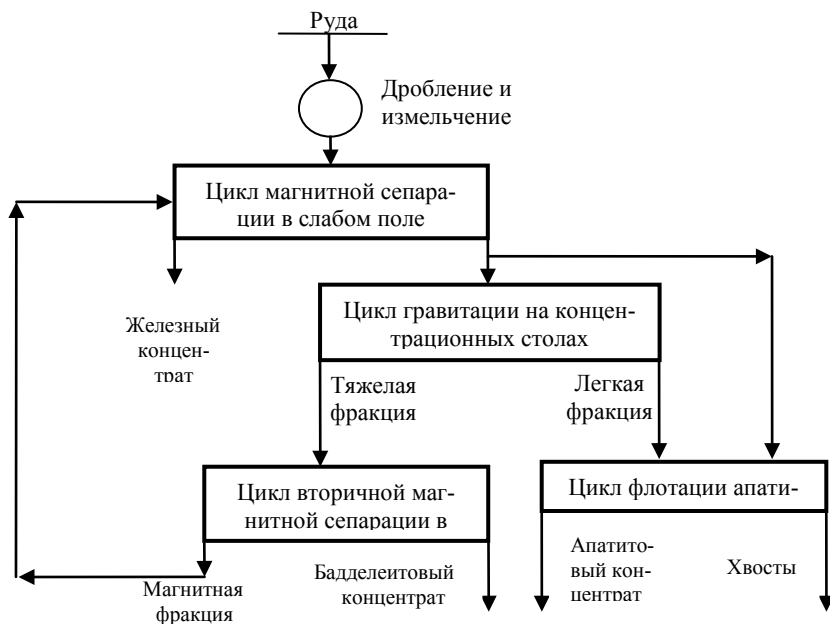 Руда
Дробление и
измельчение
Цикл магнитной сепара-
ции в слабом поле
Железный
концен-
трат
Цикл гравитации на концен-
трационных столах
Тяжелая
фракция
Легкая
фракция
Цикл вторичной маг-
нитной сепарации в
Цикл флотации апати-
Магнитная
фракция
Бадделеитовый
концентрат
Апатито-
вый кон-
центрат
Хвосты